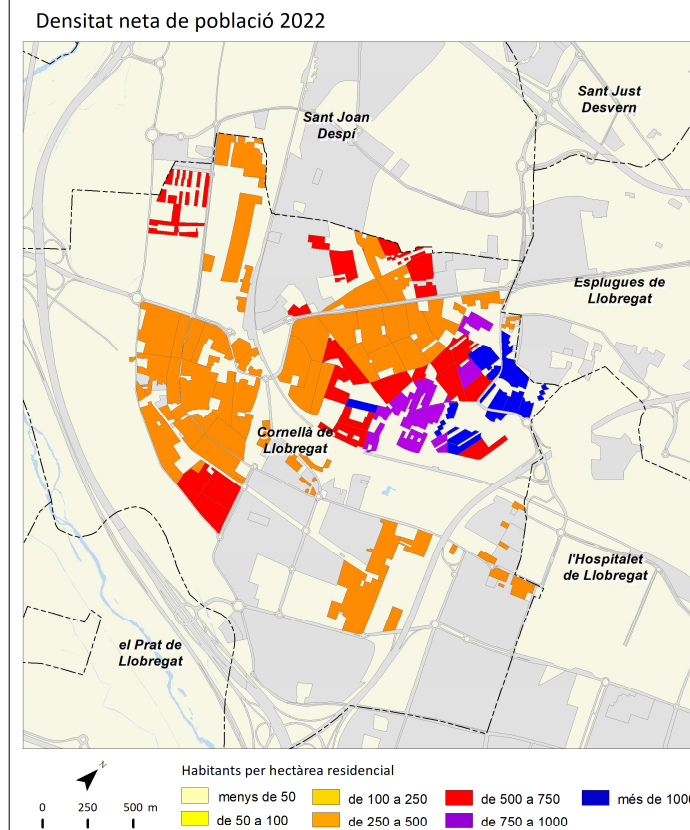 Densitat neta de població 2022
Sant Just
Desvern
Sant Joan
Despí
Esplugues de
Llobregat
Cornellà de
Llobregat
l'Hospitalet
de Llobregat
el Prat de
Llobregat
N
0 250 500 m
Habitants per hectàrea residencial
menys de 50
de 100 a 250
de 500 a 750
més de 1000
de 50 a 100
de 250 a 500
de 750 a 1000